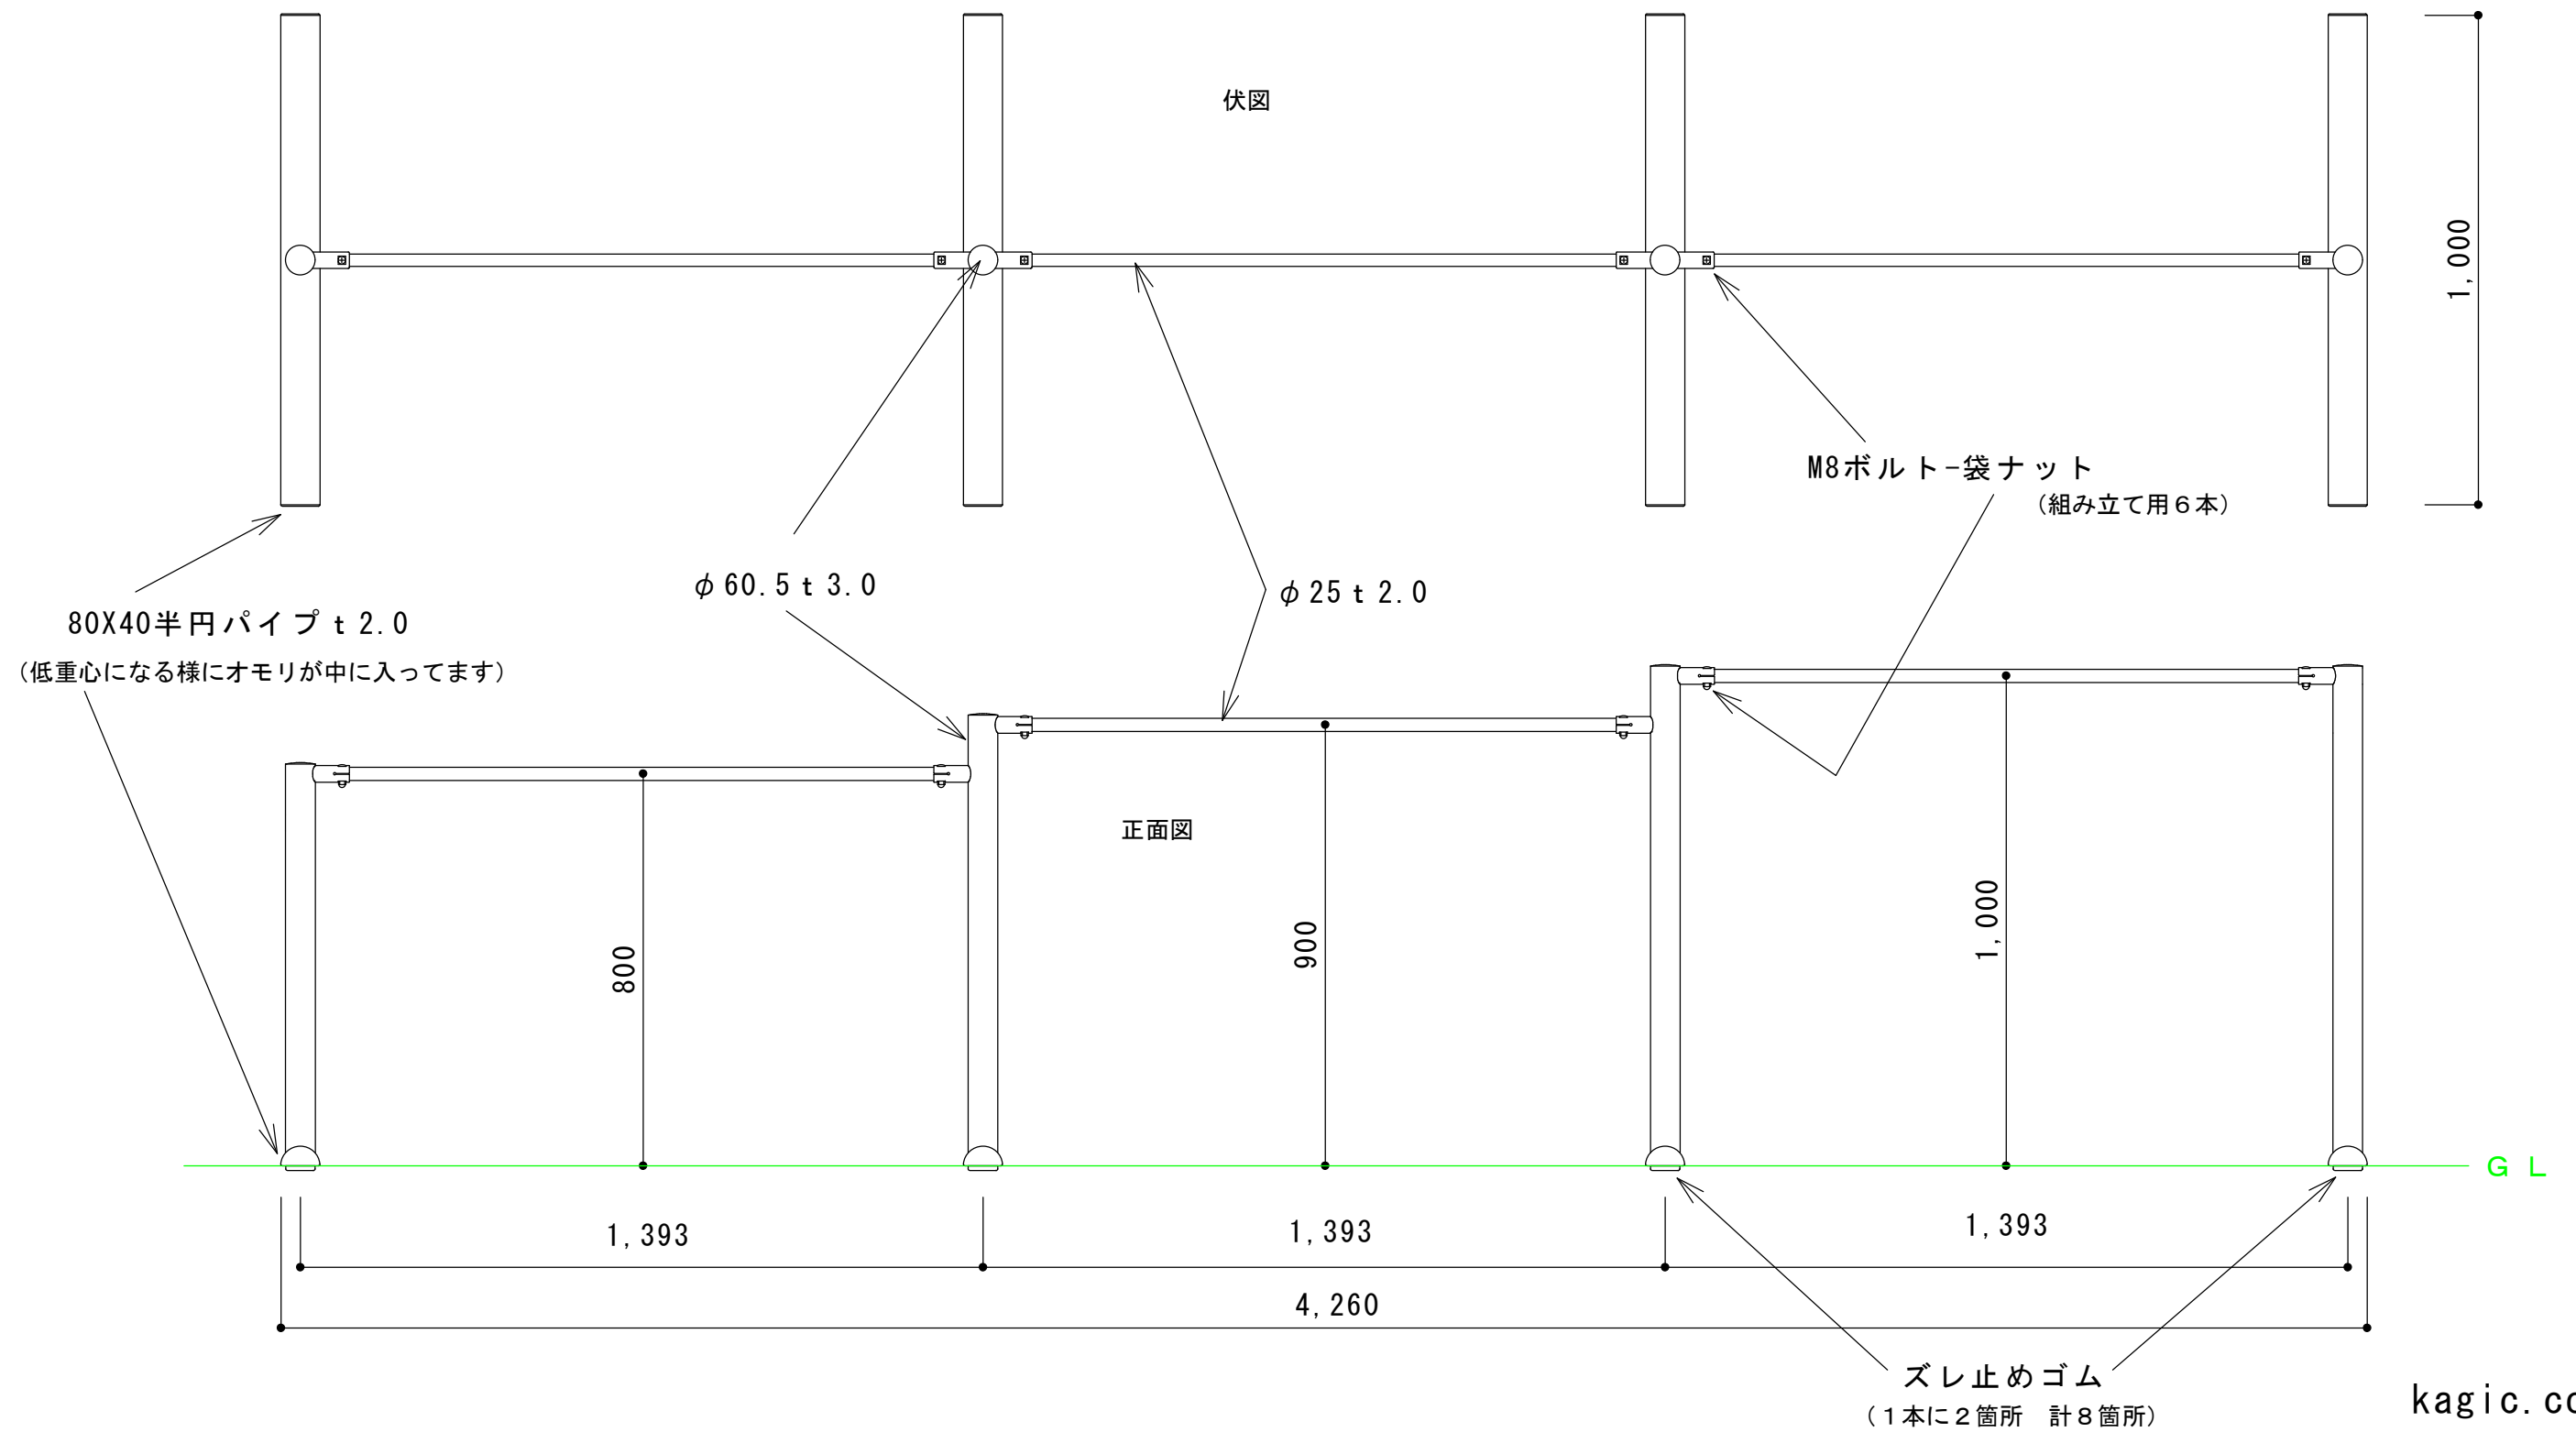 伏図
1,000
M8ボルト-袋ナット
(組み立て用6本)
φ60.5t3.0
φ25t2.0
80X40半円パイプt2.0
(低重心になる様にオモリが中に入ってます)
正面図
800
900
1,000
GL
1,393
1,393
1,393
4,260
ズレ止めゴム
(1本に2箇所 計8箇所)
kagic.co